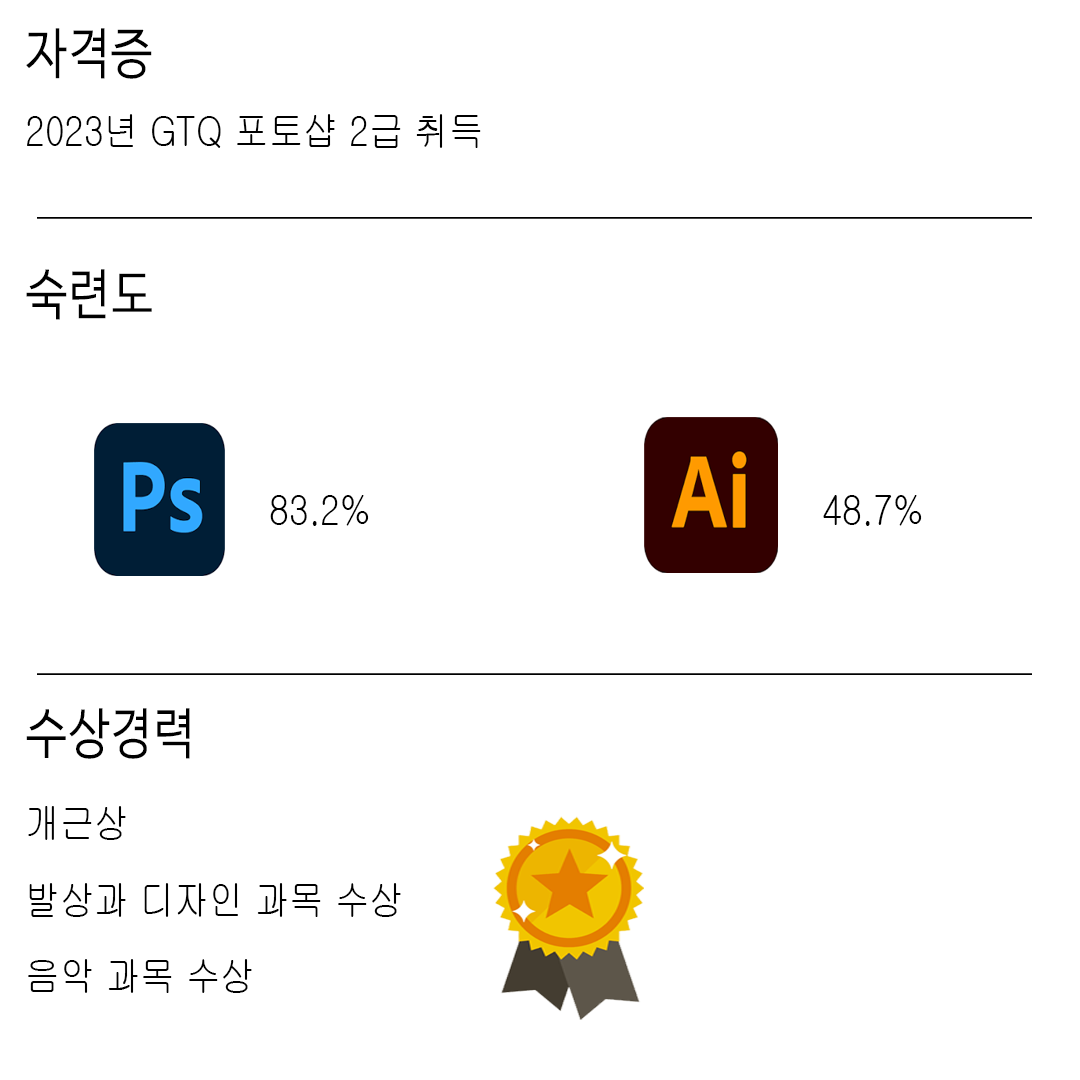 자격증
2023년 GTQ 포토샵 2급 취득
숙련도
Ps 83.2% Ai 48.7%
수상경력
개근상
발상과 디자인 과목 수상
음악 과목 수상